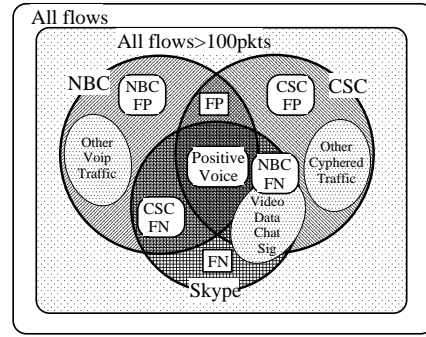 All flows
All flows>100pkts
NBC
CSC
NBC
FP
FP
CSC
FP
Other
Voip
Traffic
Positive
Voice
NBC
FN
Other
Cyphered
Traffic
CSC
FN
Video
Data
Chat
Sig
FN
Skype